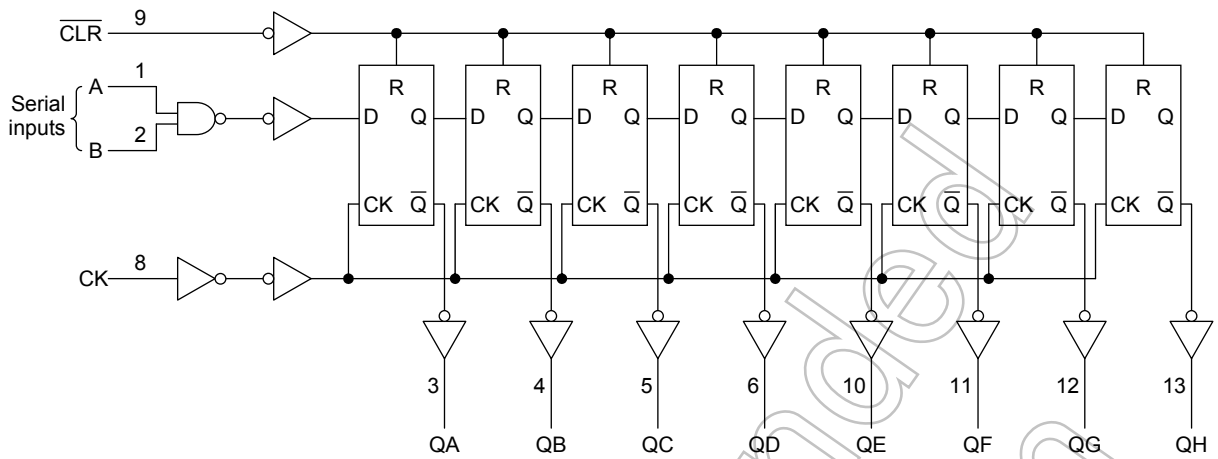 C̅L̅R̅ 9
R R R R R R R R
A 1
Serial inputs
B 2
D Q D Q D Q D Q D Q D Q D Q D Q
CK Q̅ CK Q̅ CK Q̅ CK Q̅ CK Q̅ CK Q̅ CK Q̅ CK Q̅
CK 8
3 4 5 6 10 11 12 13
QA QB QC QD QE QF QG QH